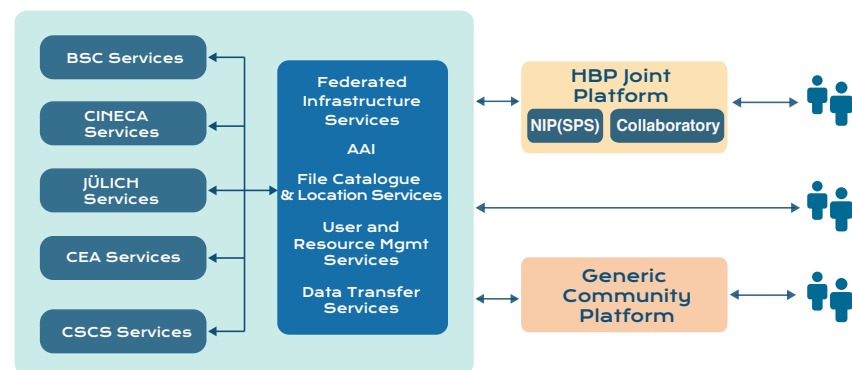 BSC Services
CINECA
Services
JÜLICH
Services
CEA Services
CSCS Services
Federated
Infrastructure
Services
AAI
File Catalogue
& Location Services
User and
Resource Mgmt
Services
Data Transfer
Services
HBP Joint
Platform
NIP(SPS)
Collaboratory
Generic
Community
Platform